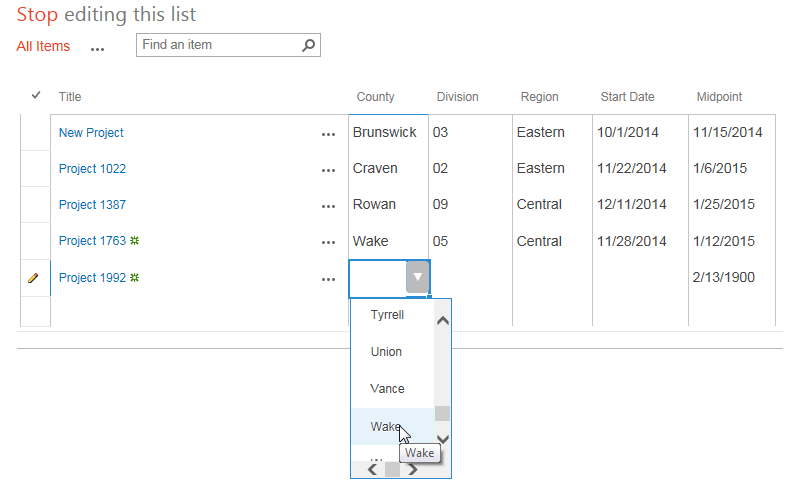 Stop editing this list
All Items ... Find an item
Title County Division Region Start Date Midpoint
New Project ... Brunswick 03 Eastern 10/1/2014 11/15/2014
Project 1022 ... Craven 02 Eastern 11/22/2014 1/6/2015
Project 1387 ... Rowan 09 Central 12/11/2014 1/25/2015
Project 1763 ... Wake 05 Central 11/28/2014 1/12/2015
Project 1992 ... 2/13/1900
Tyrrell
Union
Vance
Wake
Wake